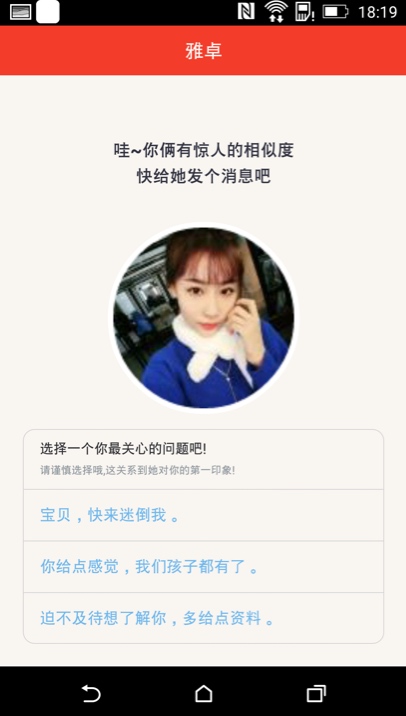 18:19
雅卓
哇~你俩有惊人的相似度
快给她发个消息吧
选择一个你最关心的问题吧!
请谨慎选择哦,这关系到她对你的第一印象!
宝贝，快来迷倒我 。
你给点感觉，我们孩子都有了 。
迫不及待想了解你，多给点资料 。